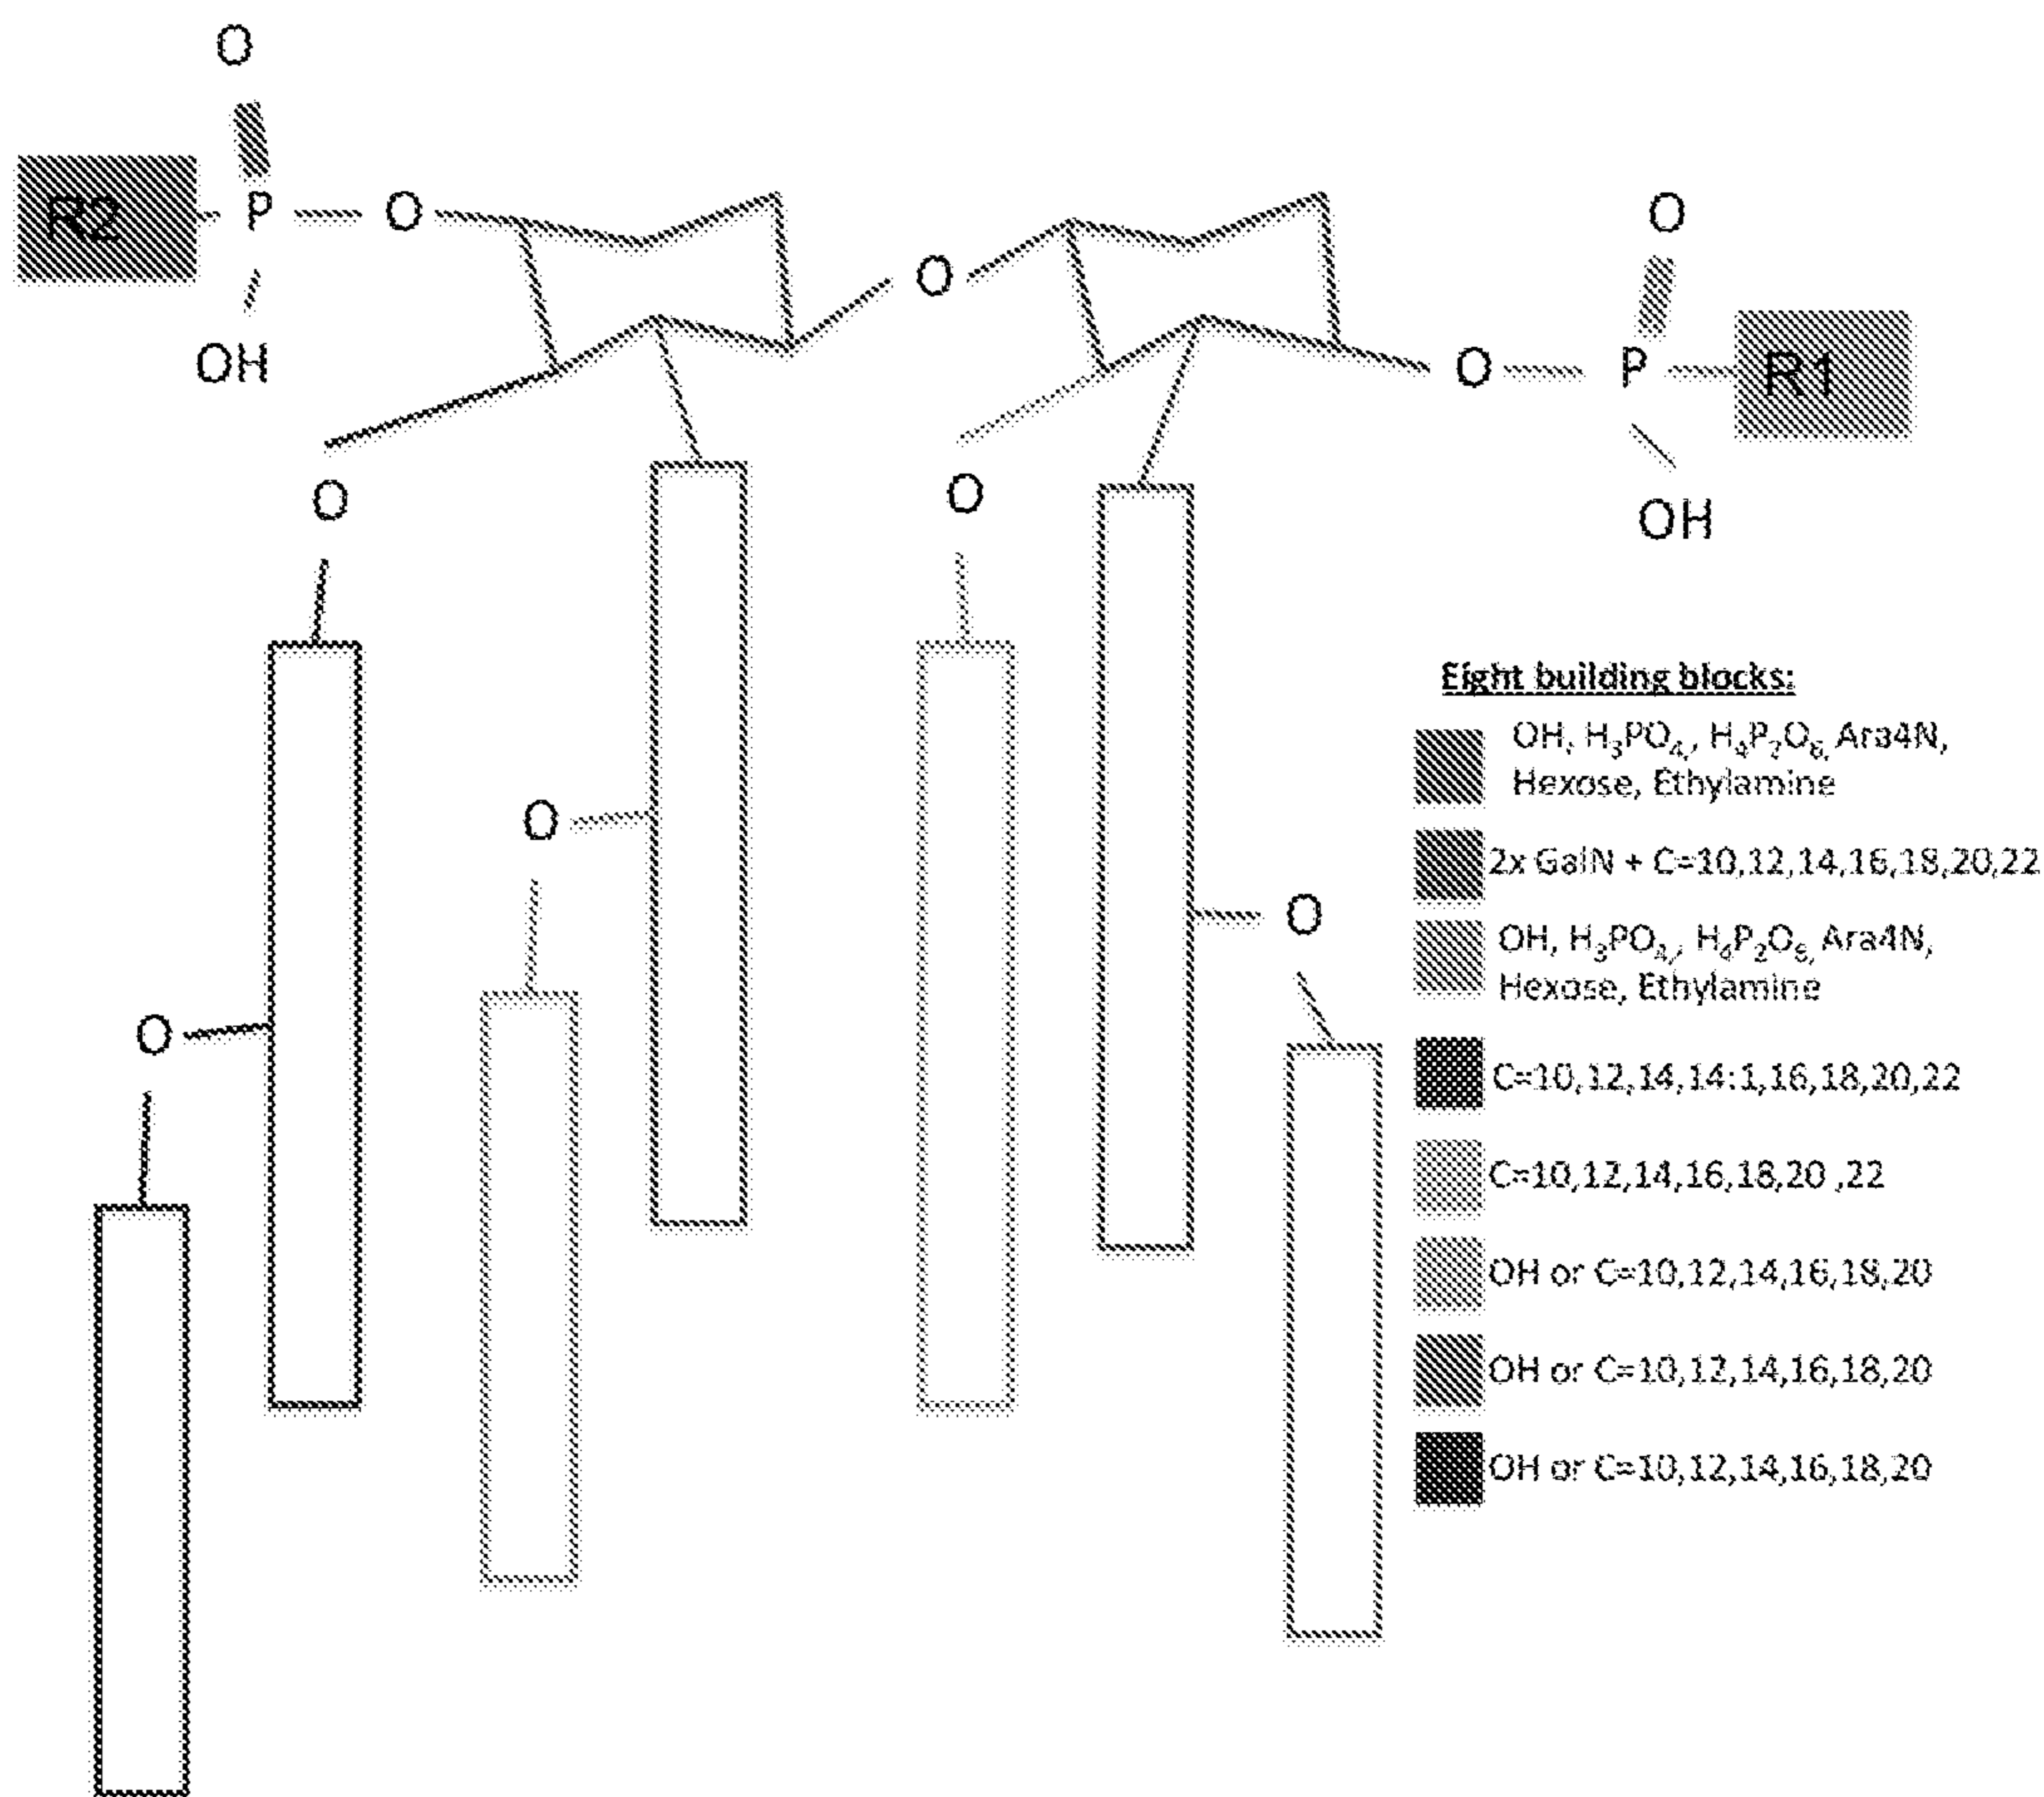 O
R2
P
O
OH
O
O
P
R1
O
OH
O
O
O
O
O
Eight building blocks:
OH, H₃PO₄, H₄P₂O₆, Ara4N,
Hexose, Ethylamine
2x GalN + C=10,12,14,16,18,20,22
OH, H₃PO₄, H₄P₂O₆, Ara4N,
Hexose, Ethylamine
C=10,12,14,14:1,16,18,20,22
C=10,12,14,16,18,20 ,22
OH or C=10,12,14,16,18,20
OH or C=10,12,14,16,18,20
OH or C=10,12,14,16,18,20